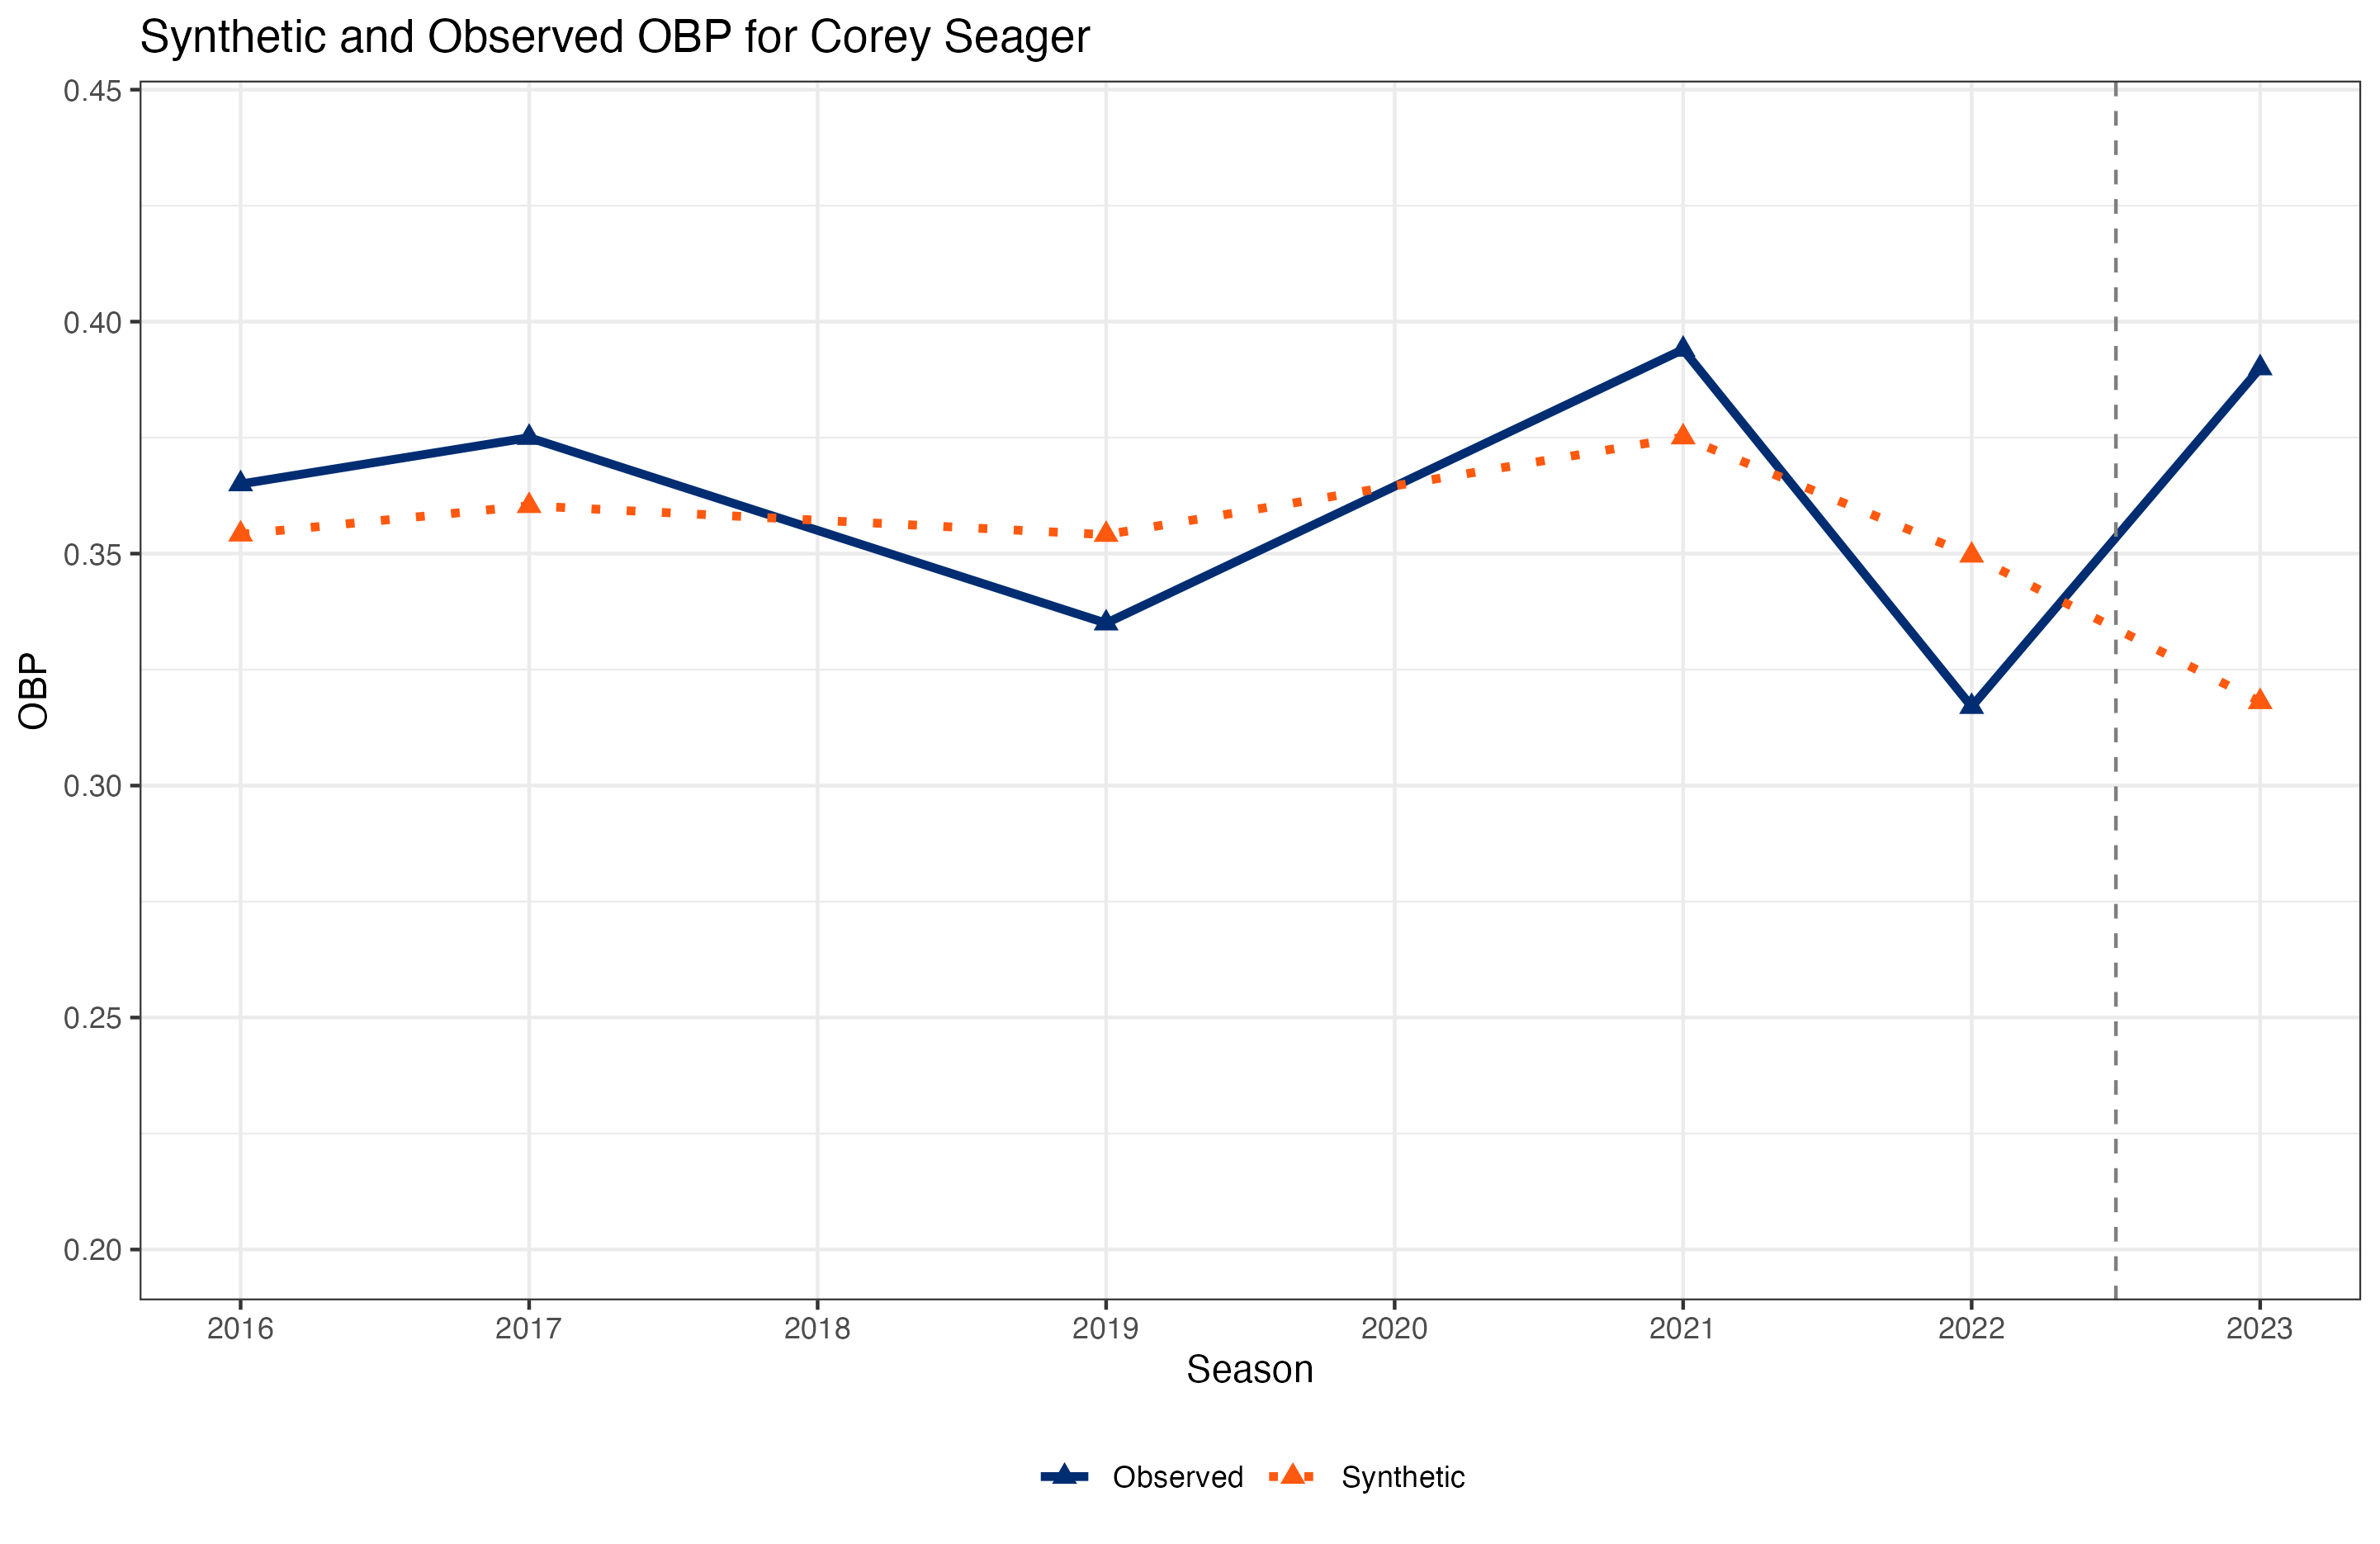 Synthetic and Observed OBP for Corey Seager
0.45
0.40
0.35
0.30
0.25
0.20
OBP
2016 2017 2018 2019 2020 2021 2022 2023
Season
Observed Synthetic